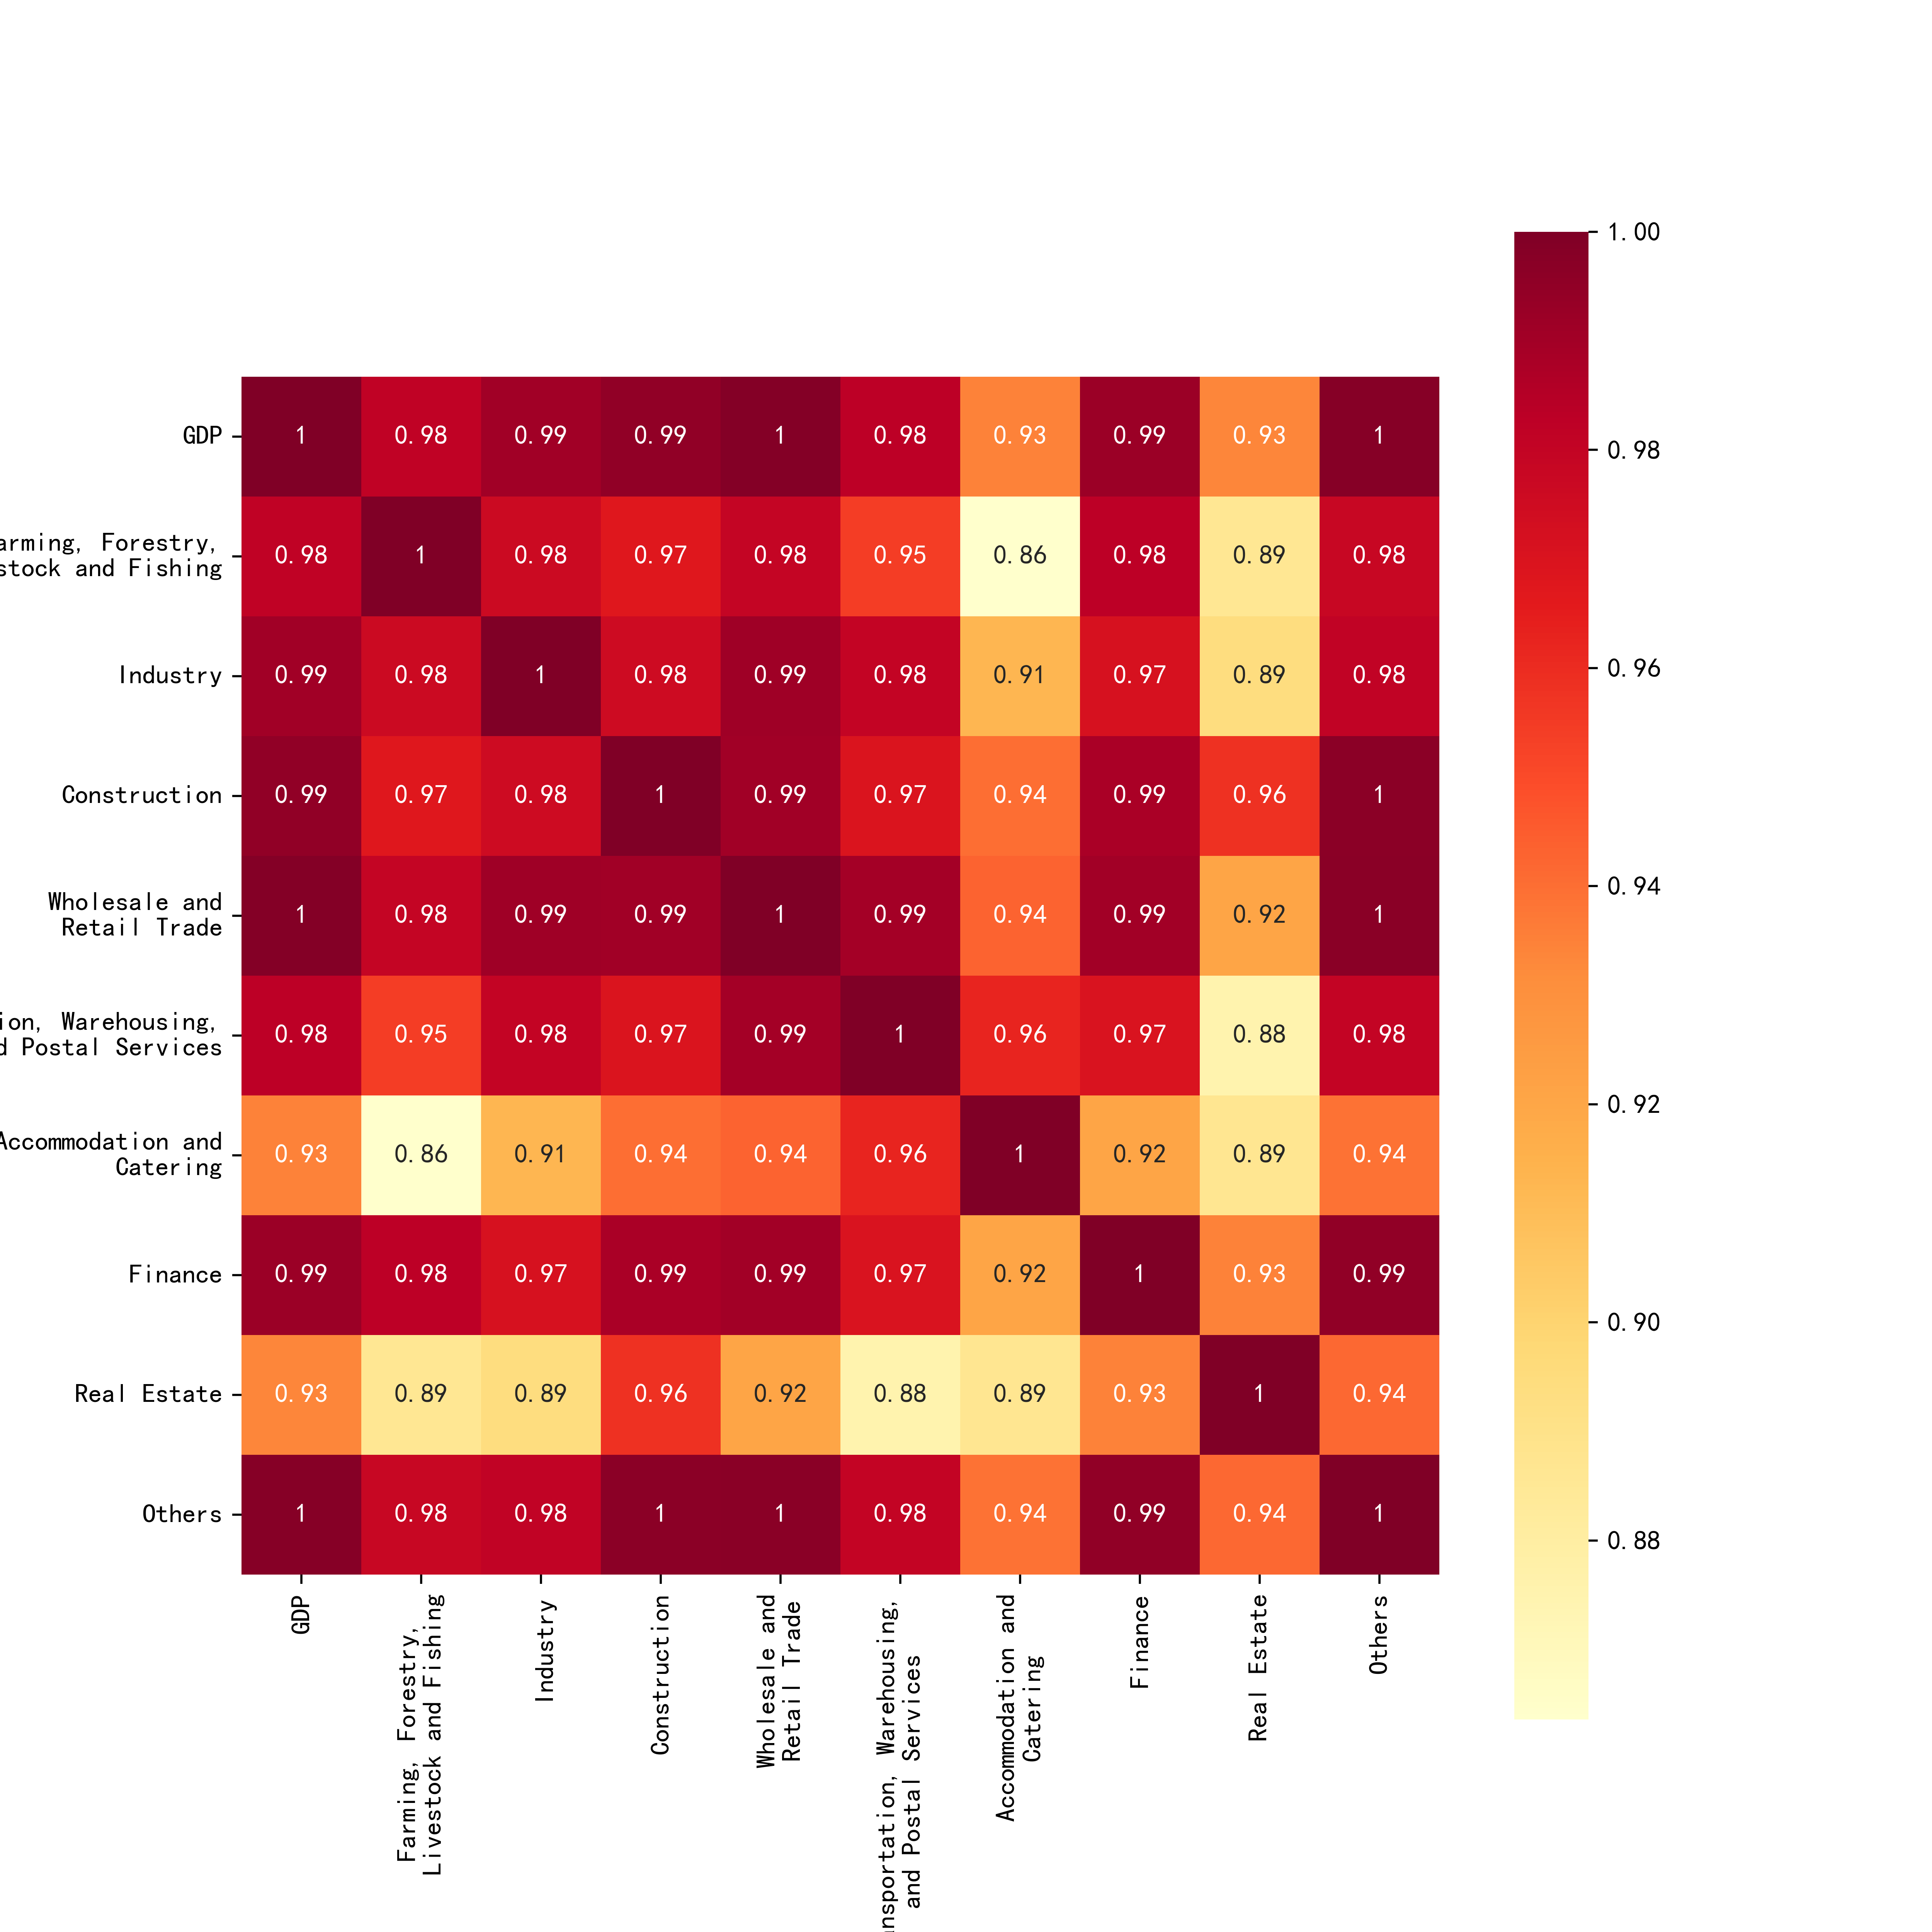 1.00
GDP 1 0.98 0.99 0.99 1 0.98 0.93 0.99 0.93 1
0.98
arming, Forestry,
stock and Fishing 0.98 1 0.98 0.97 0.98 0.95 0.86 0.98 0.89 0.98
Industry 0.99 0.98 1 0.98 0.99 0.98 0.91 0.97 0.89 0.98
0.96
Construction 0.99 0.97 0.98 1 0.99 0.97 0.94 0.99 0.96 1
0.94
Wholesale and
Retail Trade 1 0.98 0.99 0.99 1 0.99 0.94 0.99 0.92 1
ion, Warehousing,
d Postal Services 0.98 0.95 0.98 0.97 0.99 1 0.96 0.97 0.88 0.98
0.92
Accommodation and
Catering 0.93 0.86 0.91 0.94 0.94 0.96 1 0.92 0.89 0.94
Finance 0.99 0.98 0.97 0.99 0.99 0.97 0.92 1 0.93 0.99
0.90
Real Estate 0.93 0.89 0.89 0.96 0.92 0.88 0.89 0.93 1 0.94
Others 1 0.98 0.98 1 1 0.98 0.94 0.99 0.94 1
0.88
GDP
Farming, Forestry,
Livestock and Fishing
Industry
Construction
Wholesale and
Retail Trade
nsportation, Warehousing,
and Postal Services
Accommodation and
Catering
Finance
Real Estate
Others